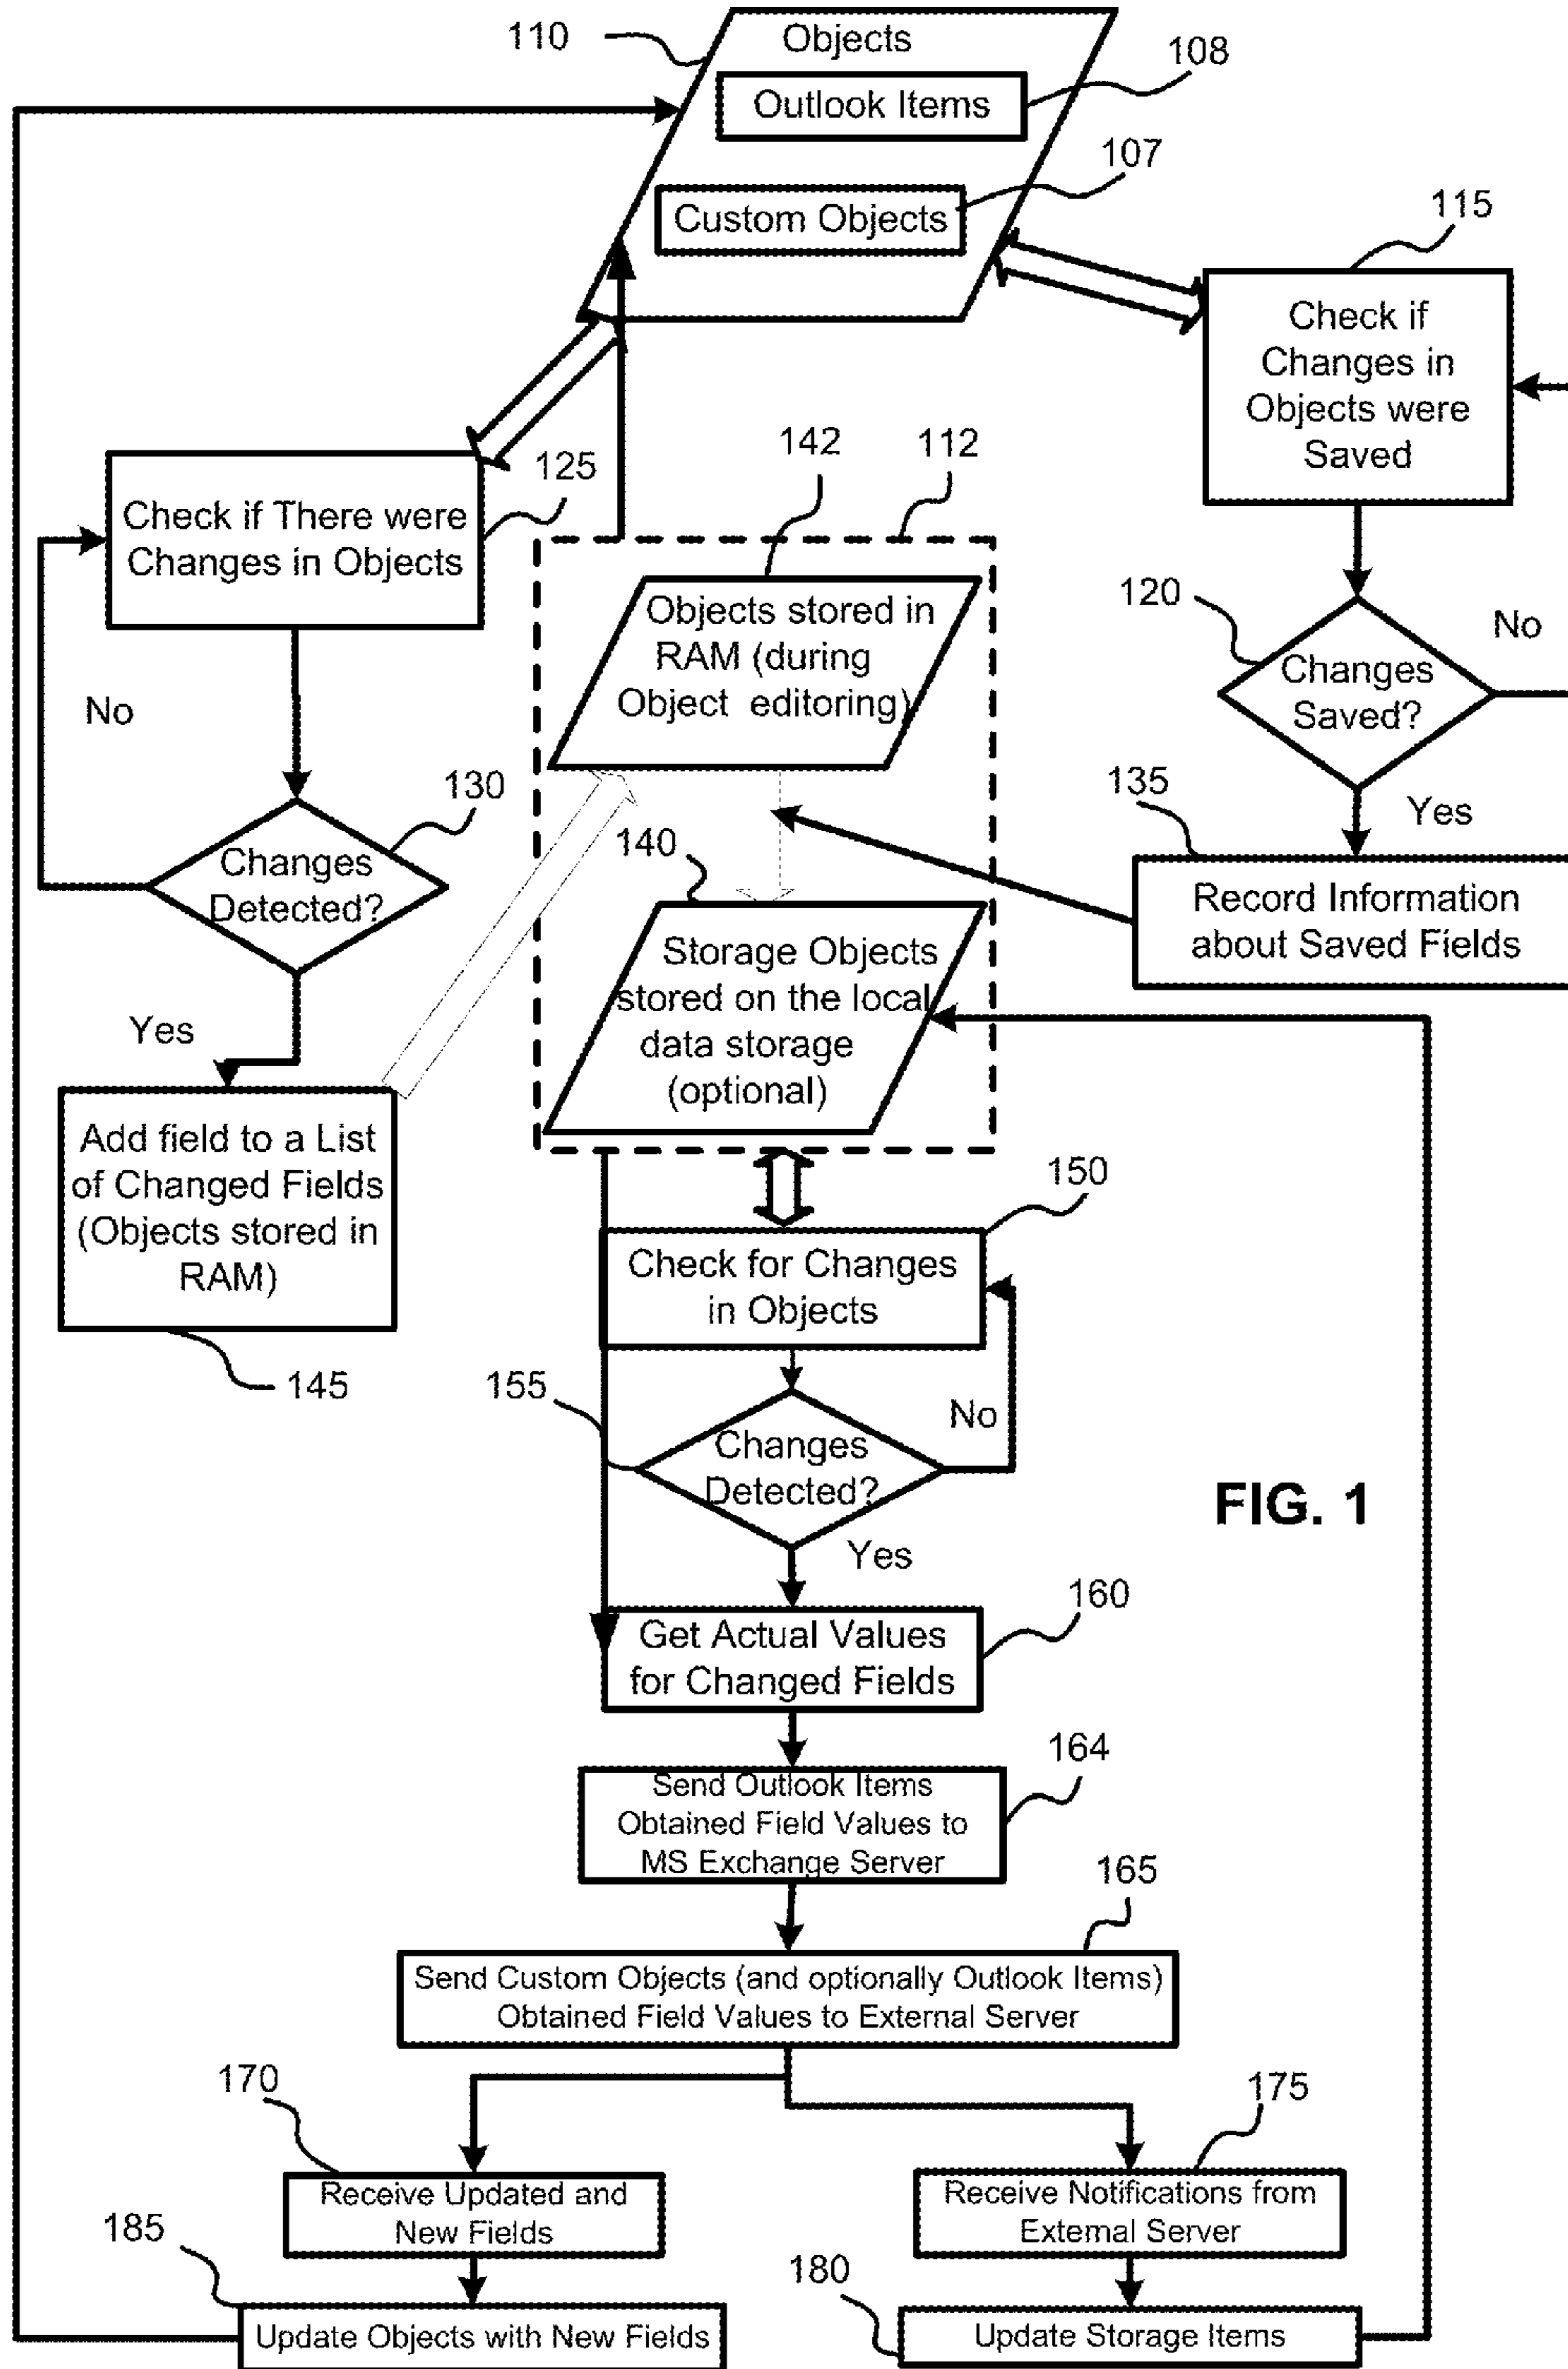 110
Objects
108
Outlook Items
107
Custom Objects
115
Check if
Changes in
Objects were
Saved
142
112
125
Check if There were
Changes in Objects
Objects stored in
RAM (during
Object editoring)
120
No
Changes
Saved?
No
130
135
Yes
Changes
Detected?
140
Record Information
about Saved Fields
Storage Objects
stored on the local
data storage
(optional)
Yes
Add field to a List
of Changed Fields
(Objects stored in
RAM)
145
150
Check for Changes
in Objects
155
No
Changes
Detected?
FIG. 1
Yes
160
Get Actual Values
for Changed Fields
164
Send Outlook Items
Obtained Field Values to
MS Exchange Server
165
Send Custom Objects (and optionally Outlook Items)
Obtained Field Values to External Server
170
175
Receive Updated and
New Fields
Receive Notifications from
External Server
185
180
Update Objects with New Fields
Update Storage Items